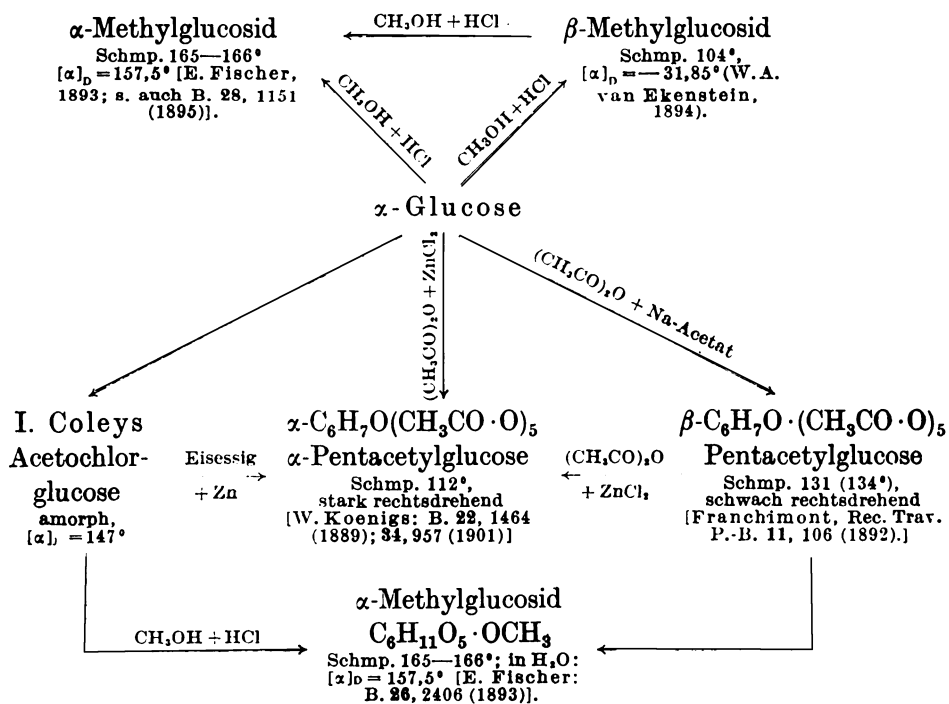 α-Methylglucosid
Schmp. 165—166°
[α]D = 157,5° [E. Fischer,
1893; s. auch B. 28, 1151
(1895)].
CH₃OH + HCl
β-Methylglucosid
Schmp. 104°,
[α]D = — 31,85° (W. A.
van Ekenstein,
1894).
CH₃OH + HCl
CH₃OH + HCl
α-Glucose
(CH₃CO)₂O + ZnCl₂
(CH₃CO)₂O + Na-Acetat
I. Coleys
Acetochlor-
glucose
amorph,
[α]D = 147°
Eisessig
+ Zn
α-C₆H₇O(CH₃CO·O)₅
α-Pentacetylglucose
Schmp. 112°,
stark rechtsdrehend
[W. Koenigs: B. 22, 1464
(1889); 34, 957 (1901)]
(CH₃CO)₂O
+ ZnCl₂
β-C₆H₇O·(CH₃CO·O)₅
Pentacetylglucose
Schmp. 131 (134°),
schwach rechtsdrehend
[Franchimont, Rec. Trav.
P.-B. 11, 106 (1892).]
CH₃OH + HCl
α-Methylglucosid
C₆H₁₁O₅·OCH₃
Schmp. 165—166°; in H₂O:
[α]D = 157,5° [E. Fischer:
B. 26, 2406 (1893)].